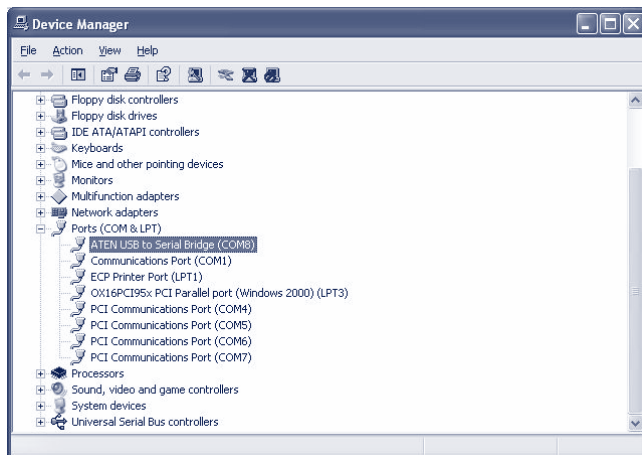 Device Manager
File Action View Help
Floppy disk controllers
Floppy disk drives
IDE ATA/ATAPI controllers
Keyboards
Mice and other pointing devices
Monitors
Multifunction adapters
Network adapters
Ports (COM & LPT)
ATEN USB to Serial Bridge (COM8)
Communications Port (COM1)
ECP Printer Port (LPT1)
OX16PCI95x PCI Parallel port (Windows 2000) (LPT3)
PCI Communications Port (COM4)
PCI Communications Port (COM5)
PCI Communications Port (COM6)
PCI Communications Port (COM7)
Processors
Sound, video and game controllers
System devices
Universal Serial Bus controllers